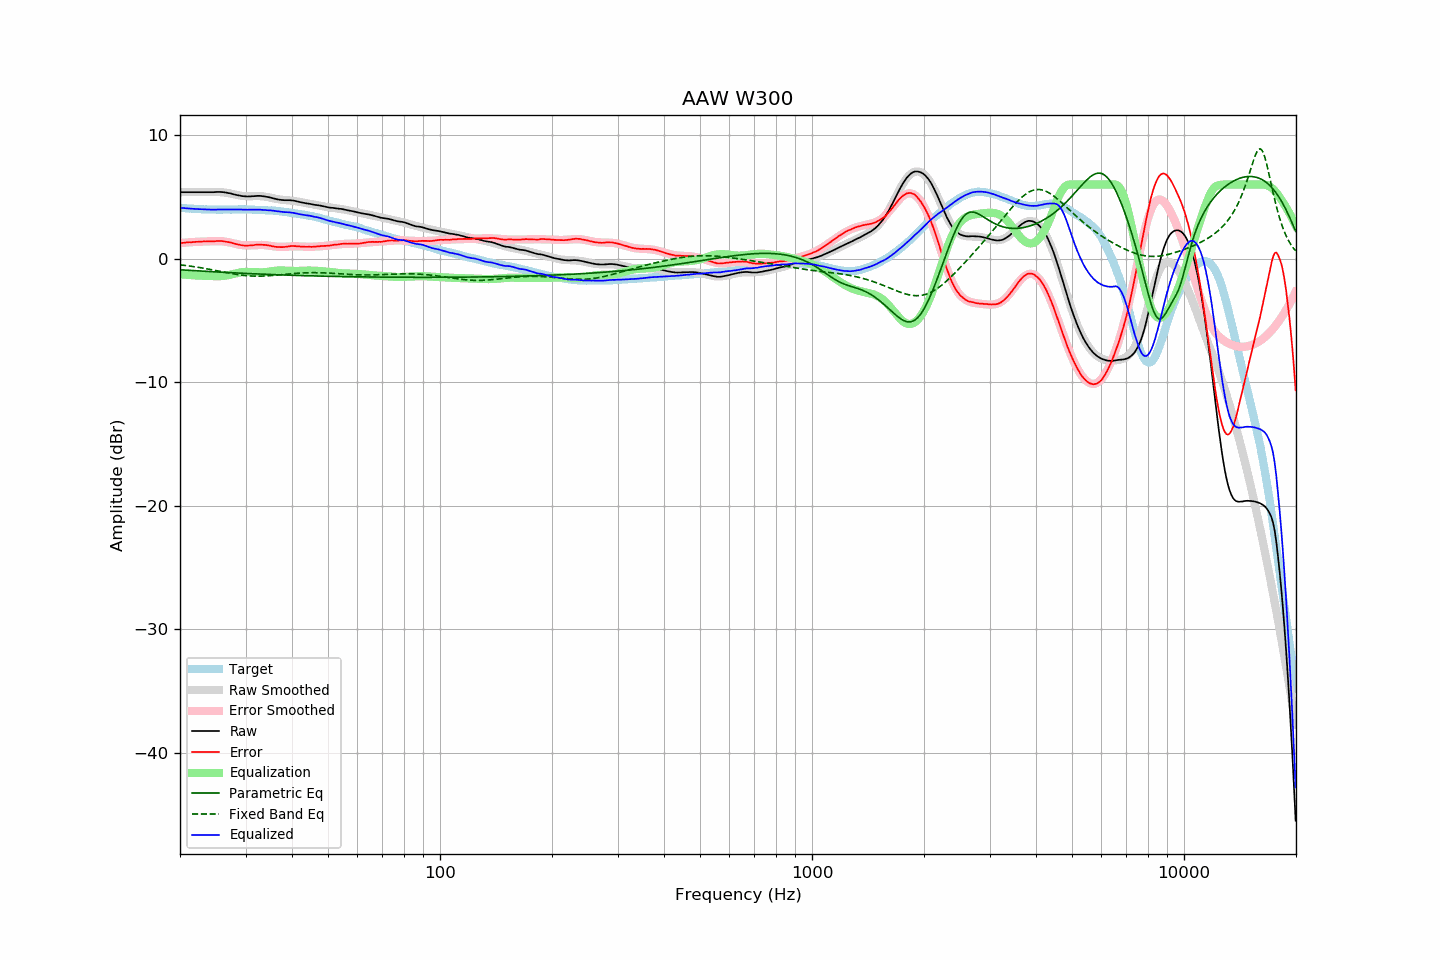 AAW W300
10
0
−10
−20
−30
−40
Amplitude (dBr)
100
1000
10000
Frequency (Hz)
Target
Raw Smoothed
Error Smoothed
Raw
Error
Equalization
Parametric Eq
Fixed Band Eq
Equalized